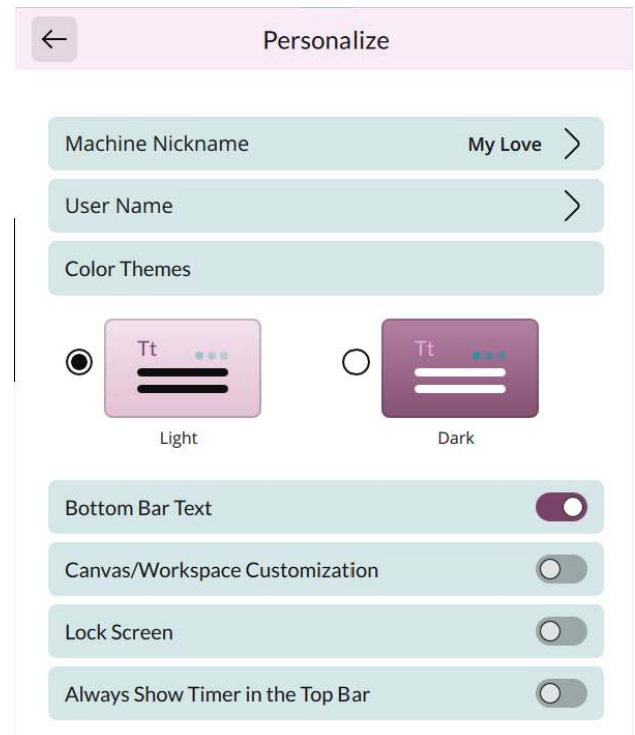 Personalize
Machine Nickname My Love
User Name
Color Themes
Tt Tt
Light Dark
Bottom Bar Text
Canvas/Workspace Customization
Lock Screen
Always Show Timer in the Top Bar